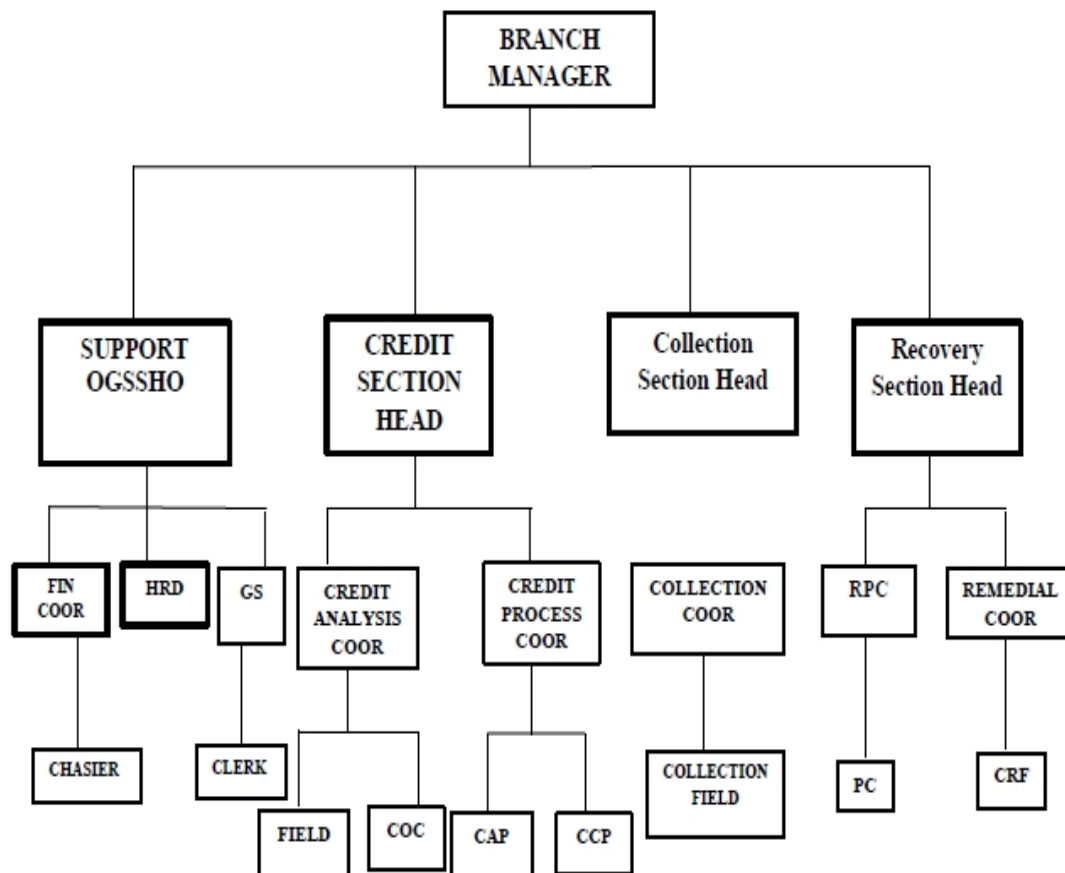 BRANCH
MANAGER
SUPPORT
OGSSHO
CREDIT
SECTION
HEAD
Collection
Section Head
Recovery
Section Head
FIN
COOR
HRD
GS
CREDIT
ANALYSIS
COOR
CREDIT
PROCESS
COOR
COLLECTION
COOR
RPC
REMEDIAL
COOR
CHASIER
CLERK
FIELD
COC
CAP
CCP
COLLECTION
FIELD
PC
CRF